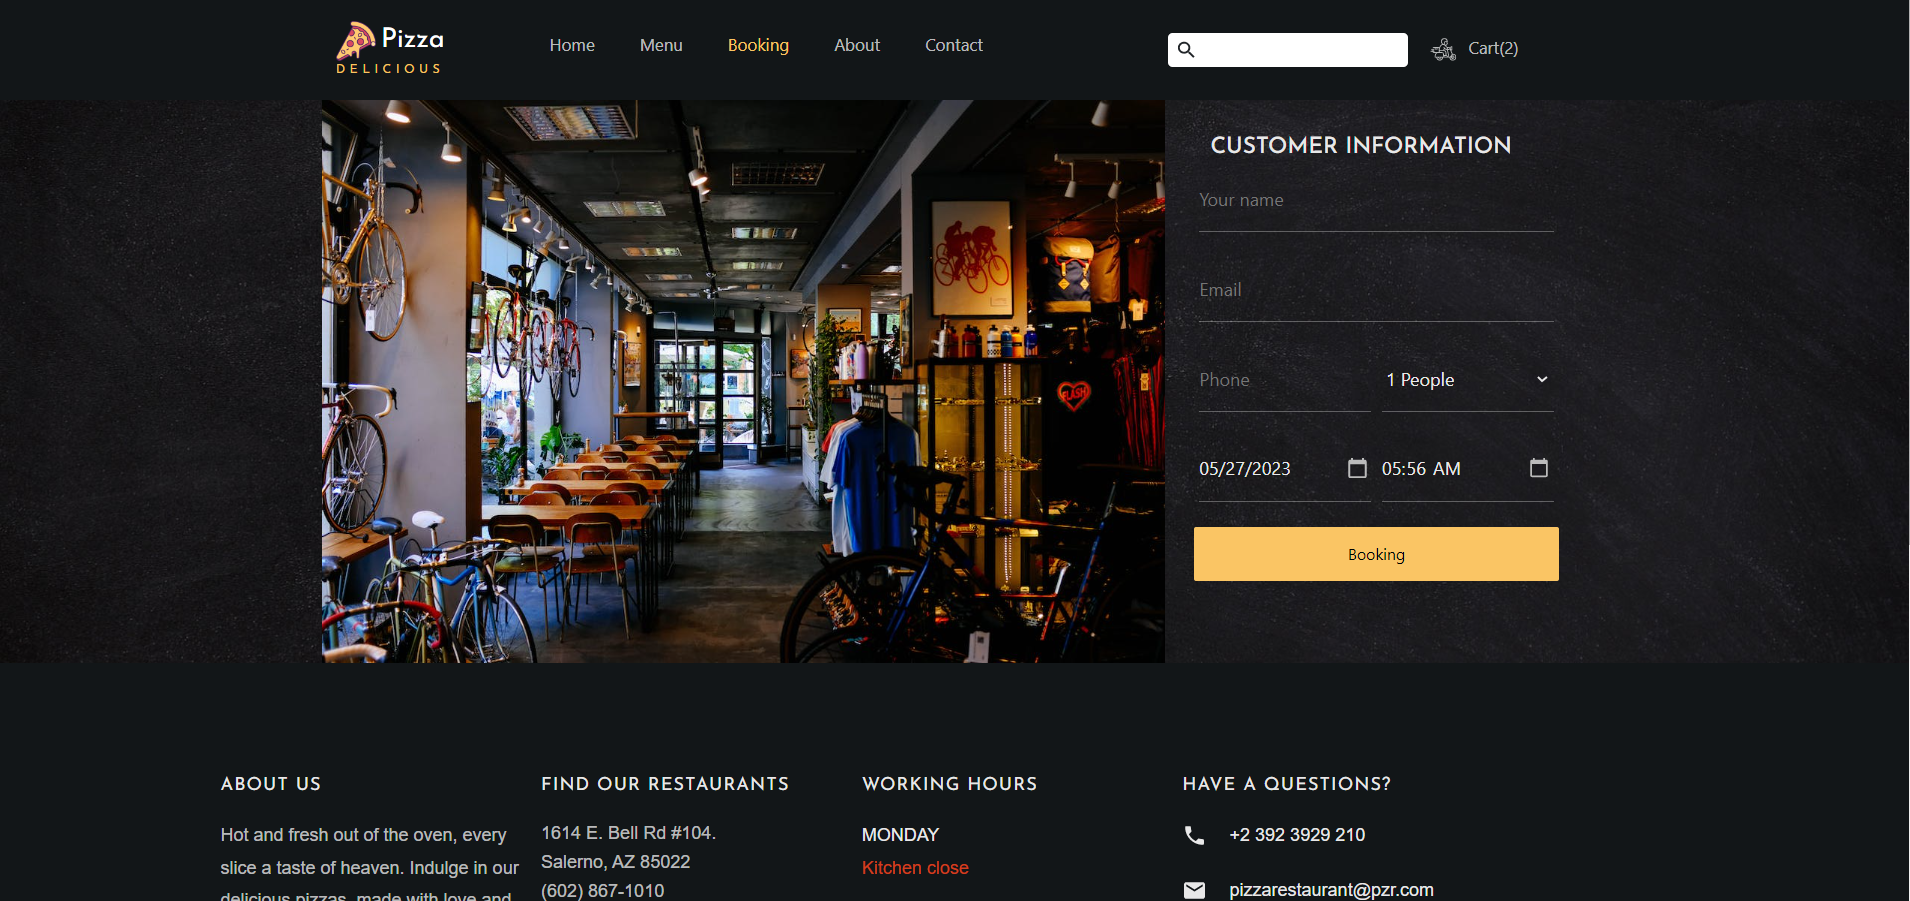 Pizza
DELICIOUS
Home
Menu
Booking
About
Contact
Cart(2)
CUSTOMER INFORMATION
Your name
Email
Phone
1 People
05/27/2023
05:56 AM
Booking
FLASH
ABOUT US
Hot and fresh out of the oven, every
slice a taste of heaven. Indulge in our
delicious pizzas, made with love and
FIND OUR RESTAURANTS
1614 E. Bell Rd #104.
Salerno, AZ 85022
(602) 867-1010
WORKING HOURS
MONDAY
Kitchen close
HAVE A QUESTIONS?
+2 392 3929 210
pizzarestaurant@pzr.com